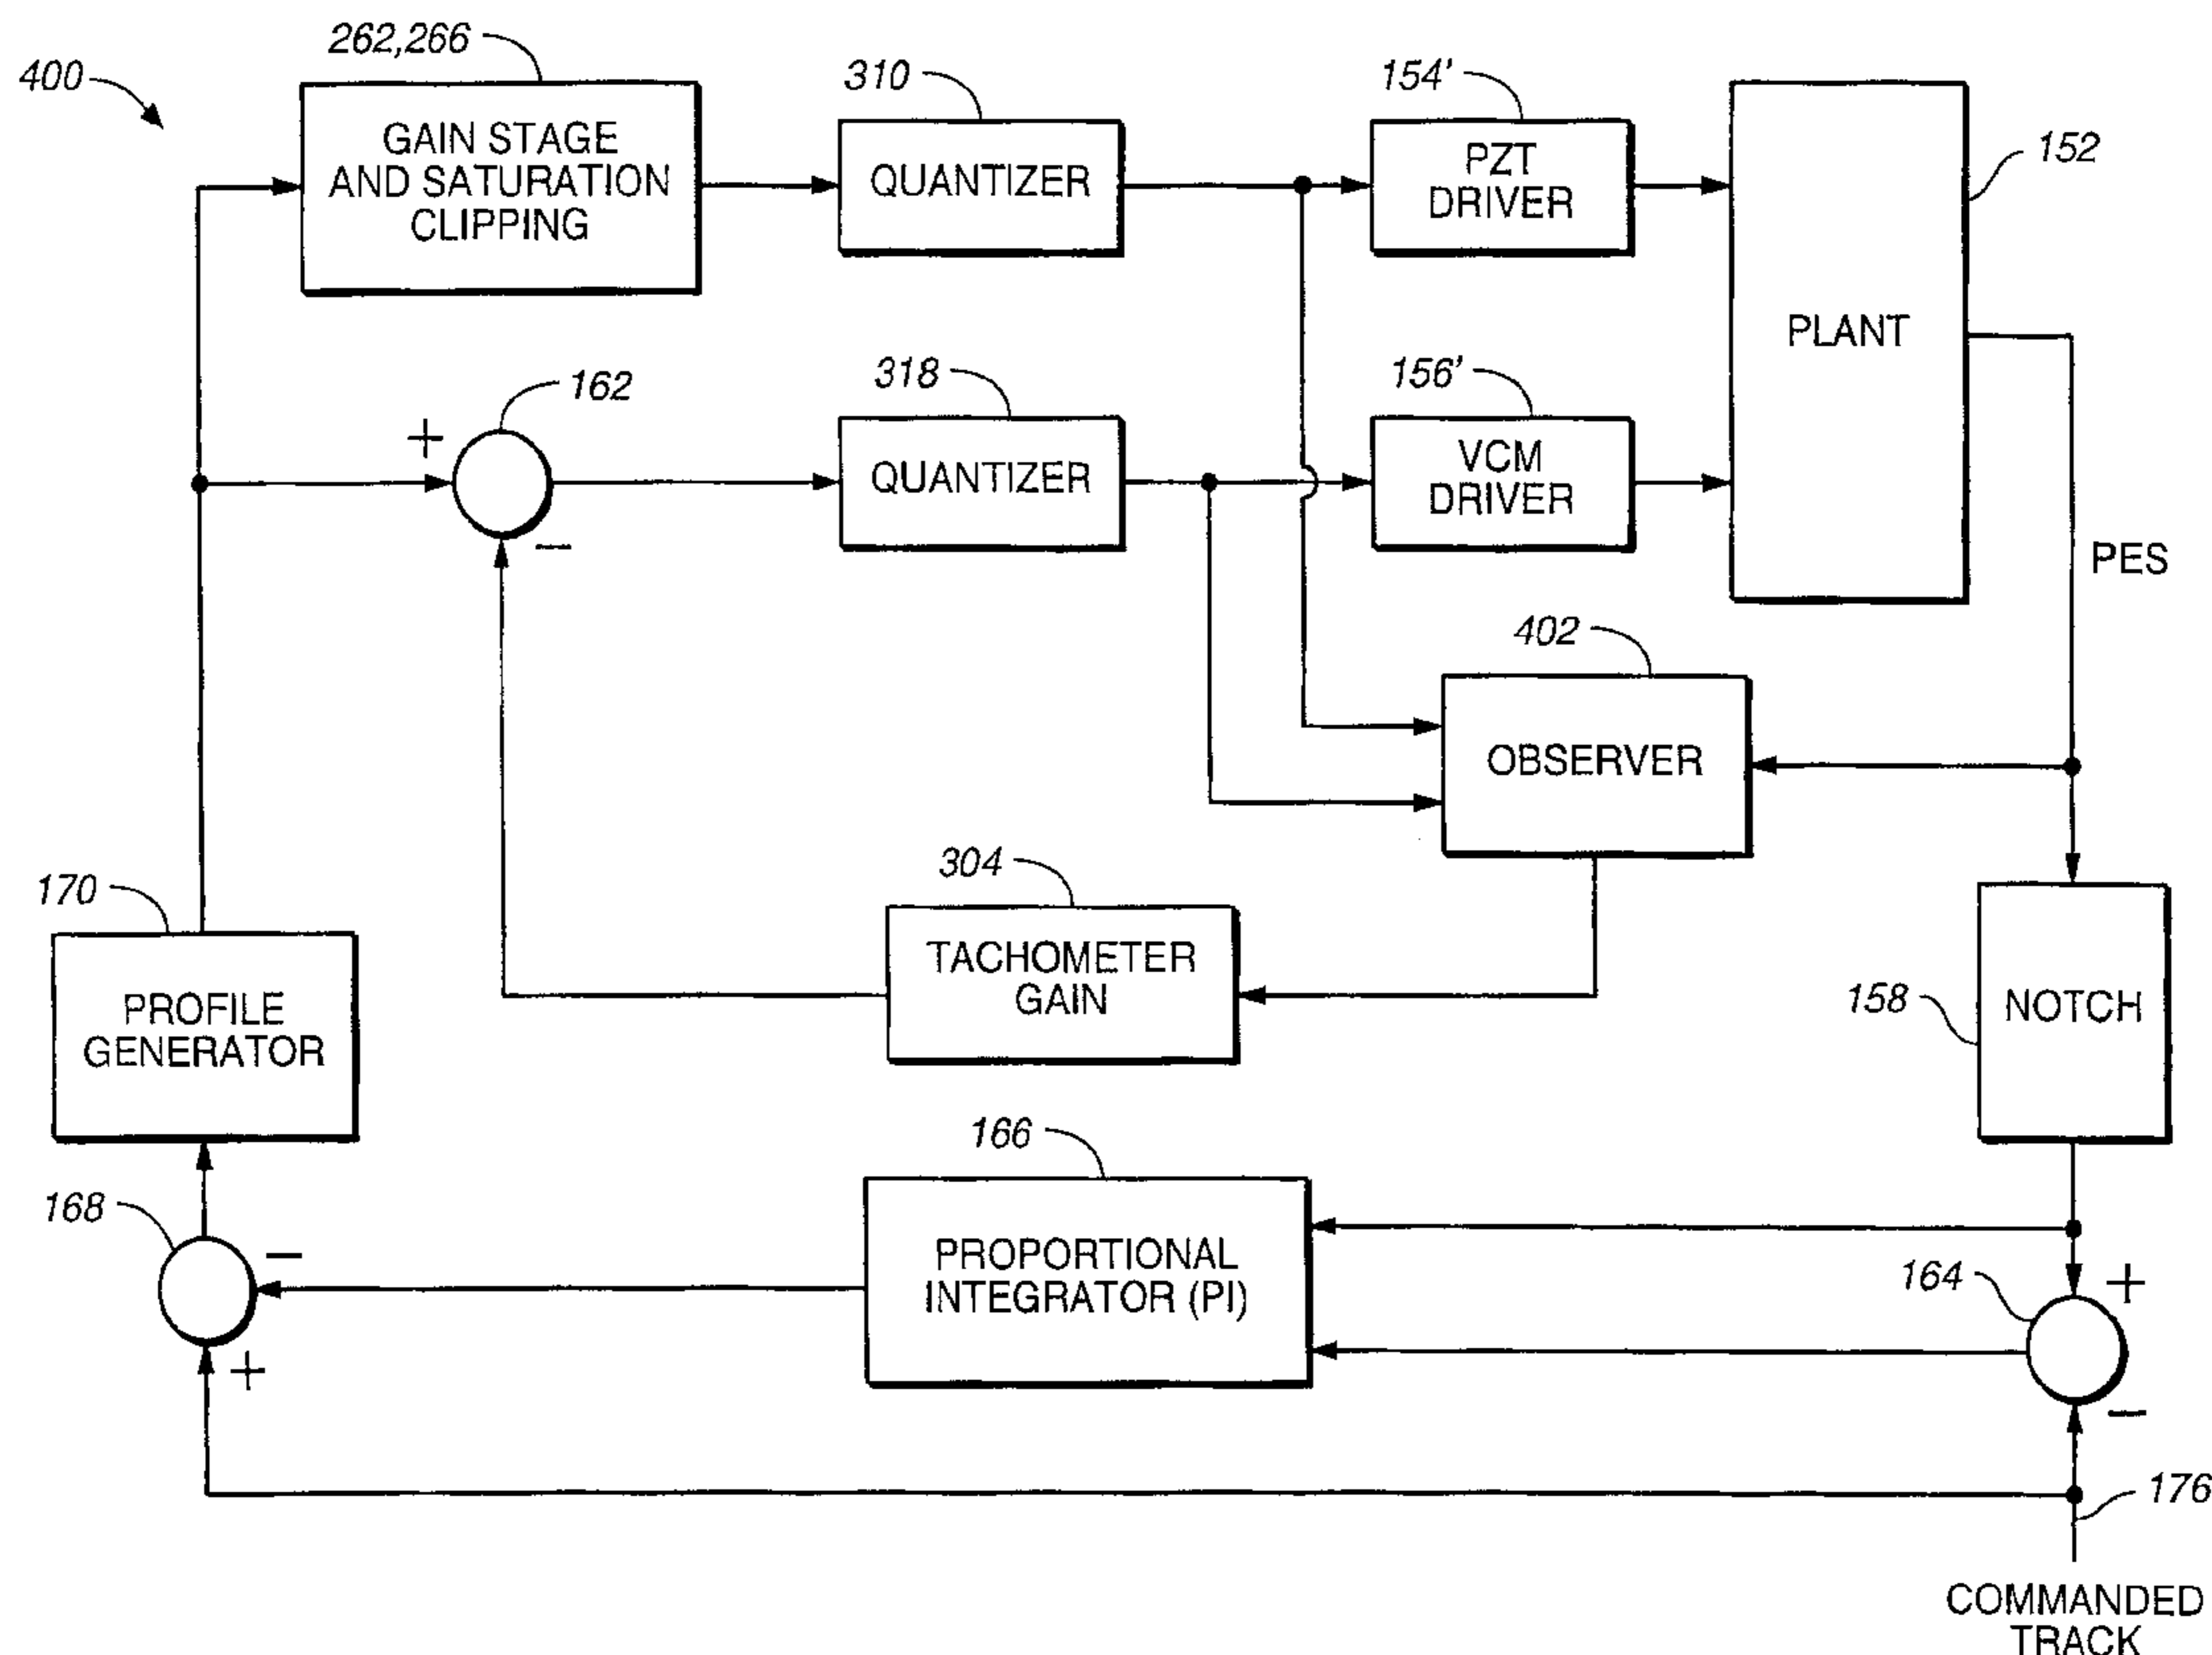 400
262,266
GAIN STAGE
AND SATURATION
CLIPPING
310
QUANTIZER
154'
PZT
DRIVER
152
PLANT
162
+
−
318
QUANTIZER
156'
VCM
DRIVER
PES
402
OBSERVER
304
TACHOMETER
GAIN
170
PROFILE
GENERATOR
158
NOTCH
166
PROPORTIONAL
INTEGRATOR (PI)
168
−
+
164
+
−
176
COMMANDED
TRACK